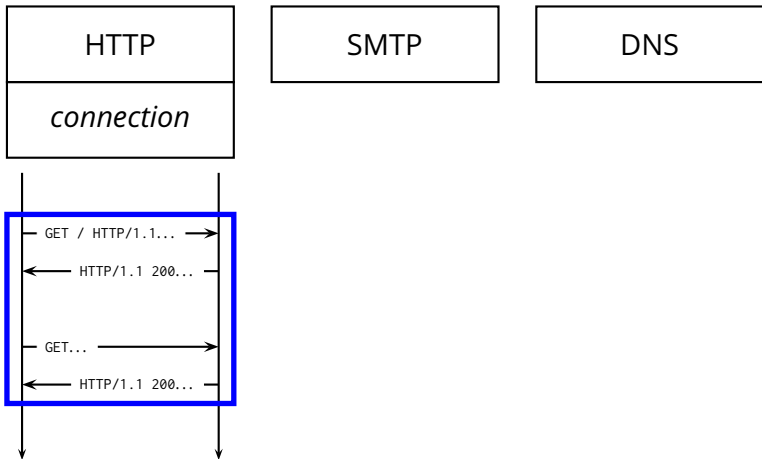 HTTP
SMTP
DNS
connection
GET / HTTP/1.1...
HTTP/1.1 200...
GET...
HTTP/1.1 200...